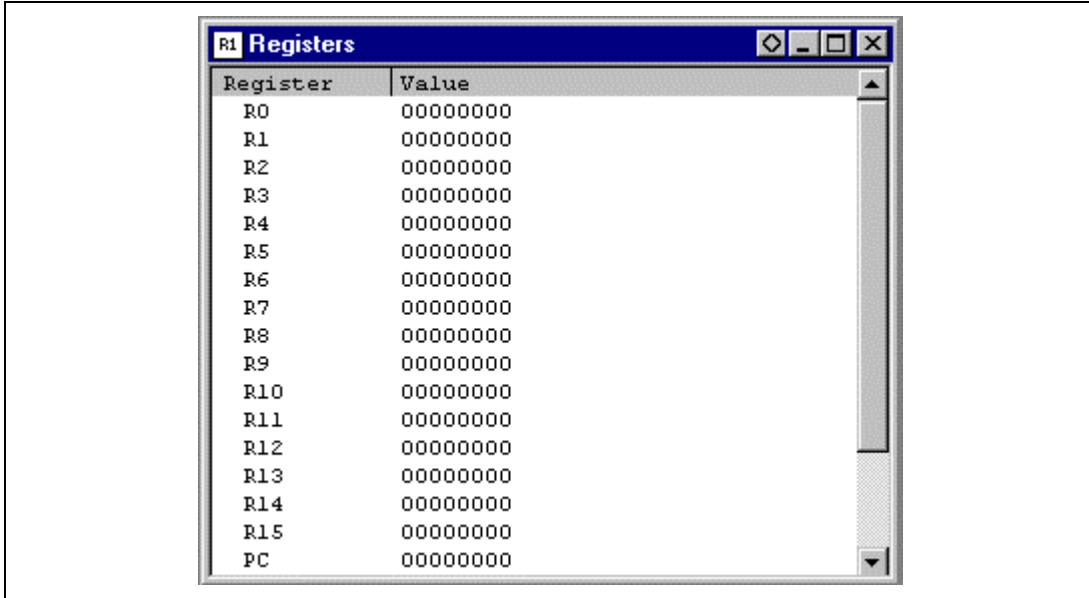 R1 Registers
Register Value
R0 00000000
R1 00000000
R2 00000000
R3 00000000
R4 00000000
R5 00000000
R6 00000000
R7 00000000
R8 00000000
R9 00000000
R10 00000000
R11 00000000
R12 00000000
R13 00000000
R14 00000000
R15 00000000
PC 00000000